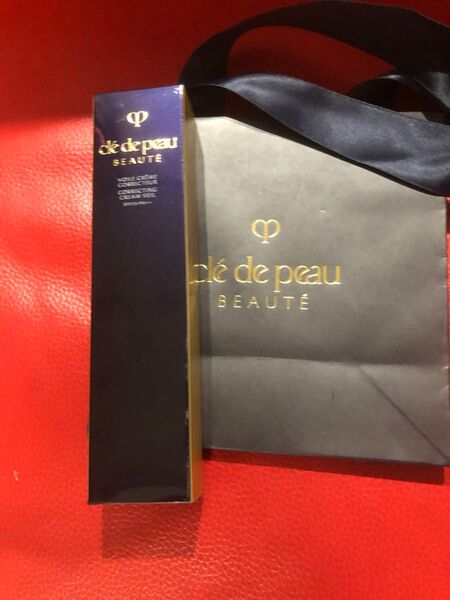 clé de peau
BEAUTÉ
VOILE CRÈME
CORRECTEUR
CORRECTING
CREAM VEIL
clé de peau
BEAUTÉ